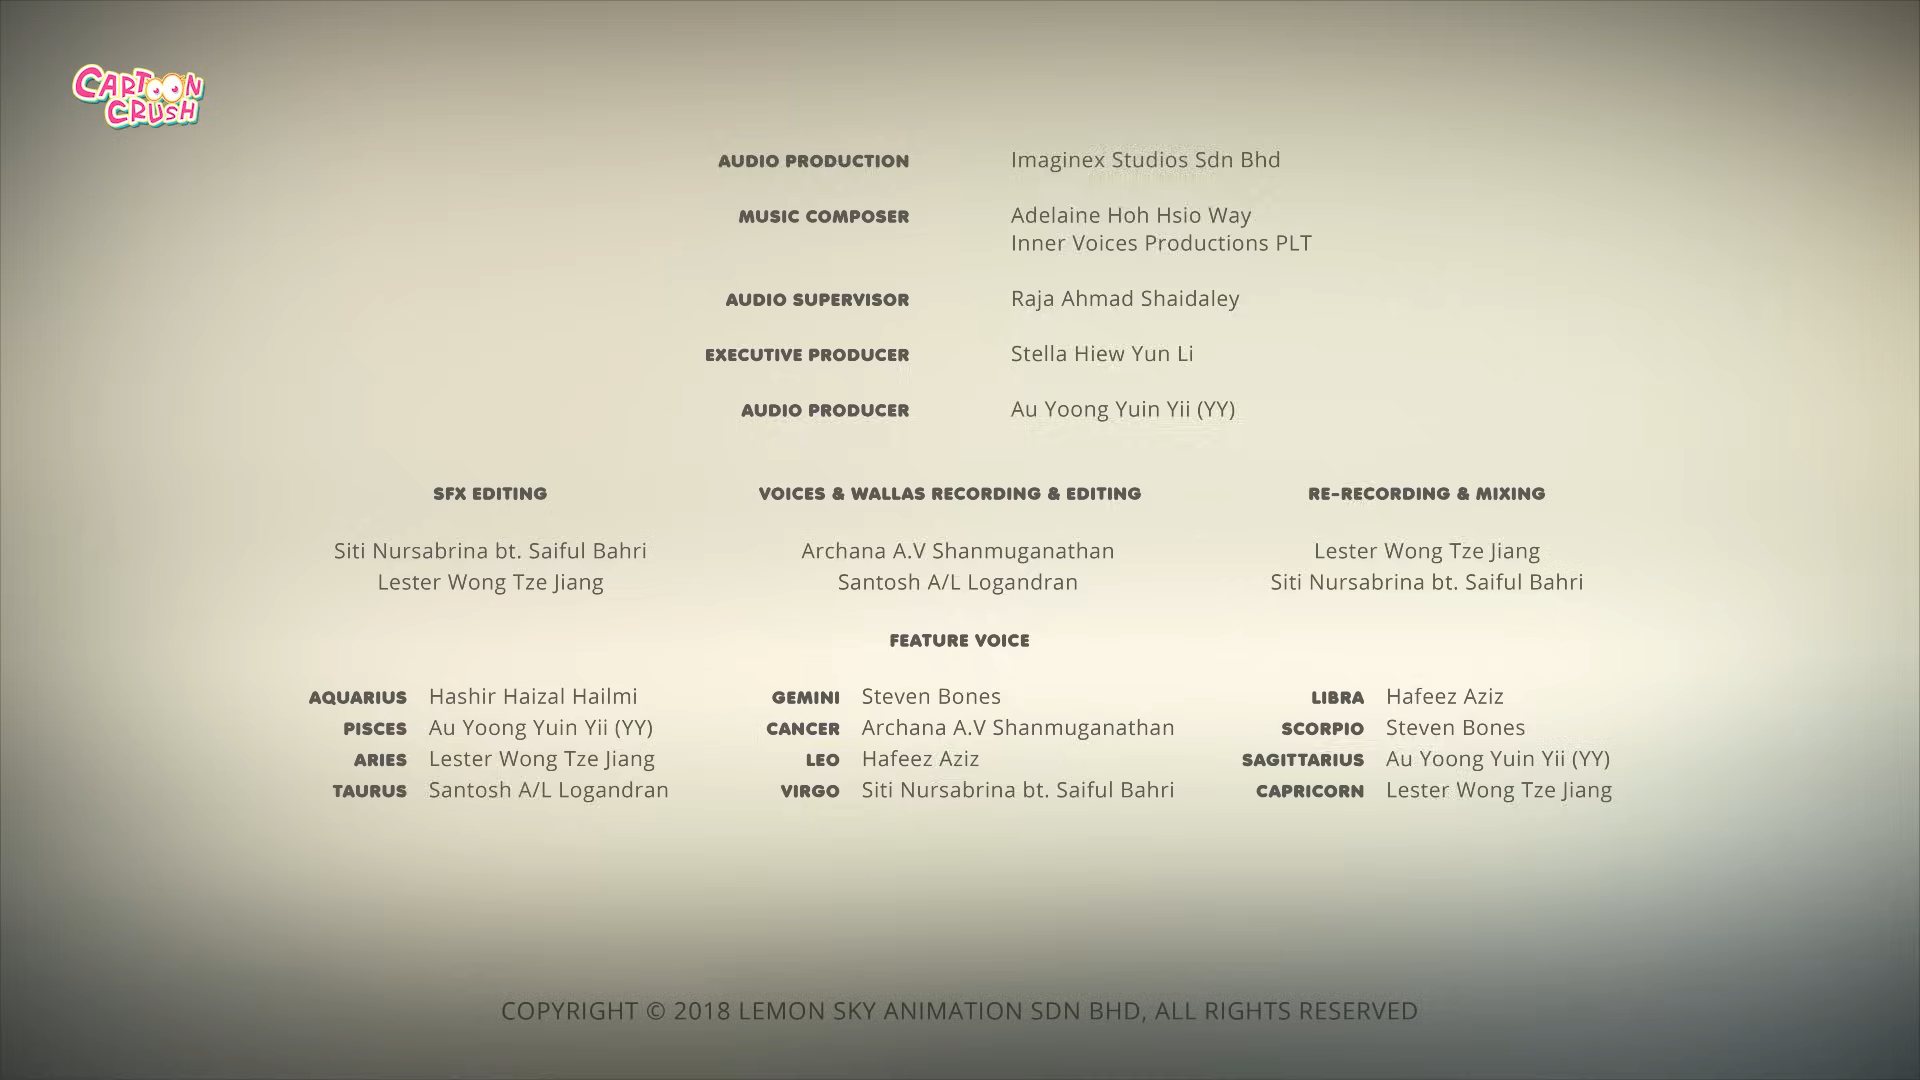 CARTOON
CRUSH
AUDIO PRODUCTION Imaginex Studios Sdn Bhd
MUSIC COMPOSER Adelaine Hoh Hsio Way
Inner Voices Productions PLT
AUDIO SUPERVISOR Raja Ahmad Shaidaley
EXECUTIVE PRODUCER Stella Hiew Yun Li
AUDIO PRODUCER Au Yoong Yuin Yii (YY)
SFX EDITING
Siti Nursabrina bt. Saiful Bahri
Lester Wong Tze Jiang
VOICES & WALLAS RECORDING & EDITING
Archana A.V Shanmuganathan
Santosh A/L Logandran
RE-RECORDING & MIXING
Lester Wong Tze Jiang
Siti Nursabrina bt. Saiful Bahri
FEATURE VOICE
AQUARIUS Hashir Haizal Hailmi
PISCES Au Yoong Yuin Yii (YY)
ARIES Lester Wong Tze Jiang
TAURUS Santosh A/L Logandran
GEMINI Steven Bones
CANCER Archana A.V Shanmuganathan
LEO Hafeez Aziz
VIRGO Siti Nursabrina bt. Saiful Bahri
LIBRA Hafeez Aziz
SCORPIO Steven Bones
SAGITTARIUS Au Yoong Yuin Yii (YY)
CAPRICORN Lester Wong Tze Jiang
COPYRIGHT © 2018 LEMON SKY ANIMATION SDN BHD, ALL RIGHTS RESERVED